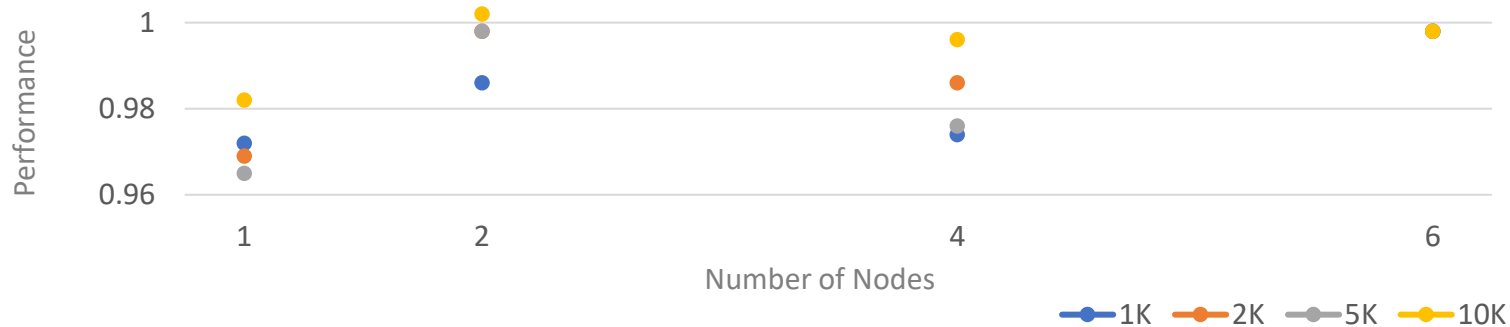 Performance
1
0.98
0.96
1 2 4 6
Number of Nodes
1K 2K 5K 10K